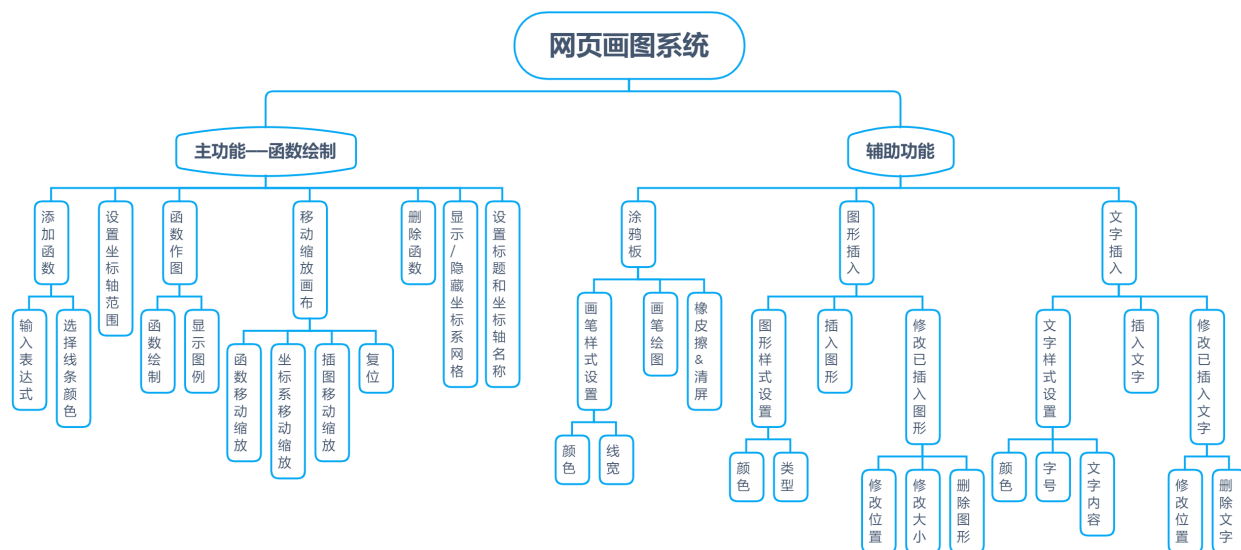 网页画图系统
主功能——函数绘制
辅助功能
添加函数
设置坐标轴范围
函数作图
移动缩放画布
删除函数
显示/隐藏坐标系网格
设置标题和坐标轴名称
涂鸦板
图形插入
文字插入
输入表达式
选择线条颜色
函数绘制
显示图例
函数移动缩放
坐标系移动缩放
插图移动缩放
复位
画笔样式设置
画笔绘图
橡皮擦&清屏
图形样式设置
插入图形
修改已插入图形
文字样式设置
插入文字
修改已插入文字
颜色
线宽
颜色
类型
修改位置
修改大小
删除图形
颜色
字号
文字内容
修改位置
删除文字